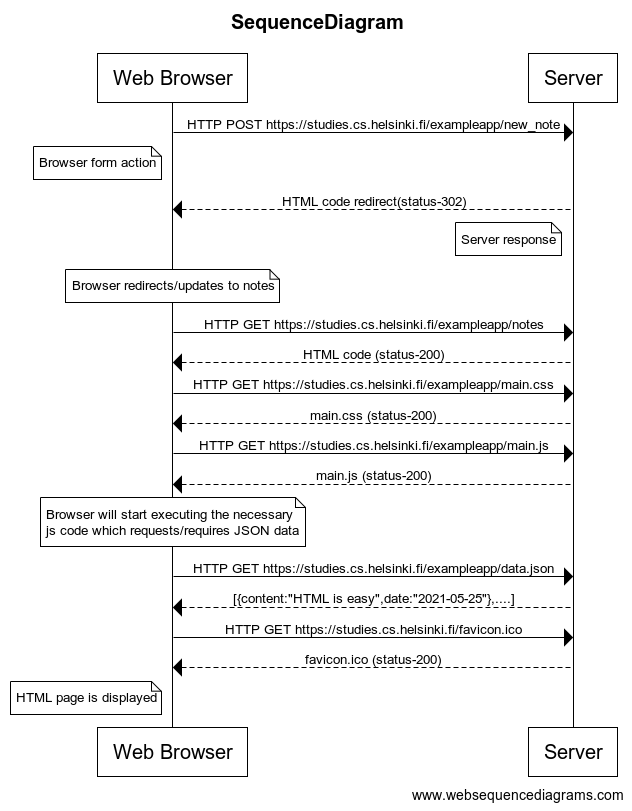 SequenceDiagram
Web Browser
Server
HTTP POST https://studies.cs.helsinki.fi/exampleapp/new_note
Browser form action
HTML code redirect(status-302)
Server response
Browser redirects/updates to notes
HTTP GET https://studies.cs.helsinki.fi/exampleapp/notes
HTML code (status-200)
HTTP GET https://studies.cs.helsinki.fi/exampleapp/main.css
main.css (status-200)
HTTP GET https://studies.cs.helsinki.fi/exampleapp/main.js
main.js (status-200)
Browser will start executing the necessary
js code which requests/requires JSON data
HTTP GET https://studies.cs.helsinki.fi/exampleapp/data.json
[{content:"HTML is easy",date:"2021-05-25"},....]
HTTP GET https://studies.cs.helsinki.fi/favicon.ico
favicon.ico (status-200)
HTML page is displayed
Web Browser
Server
www.websequencediagrams.com